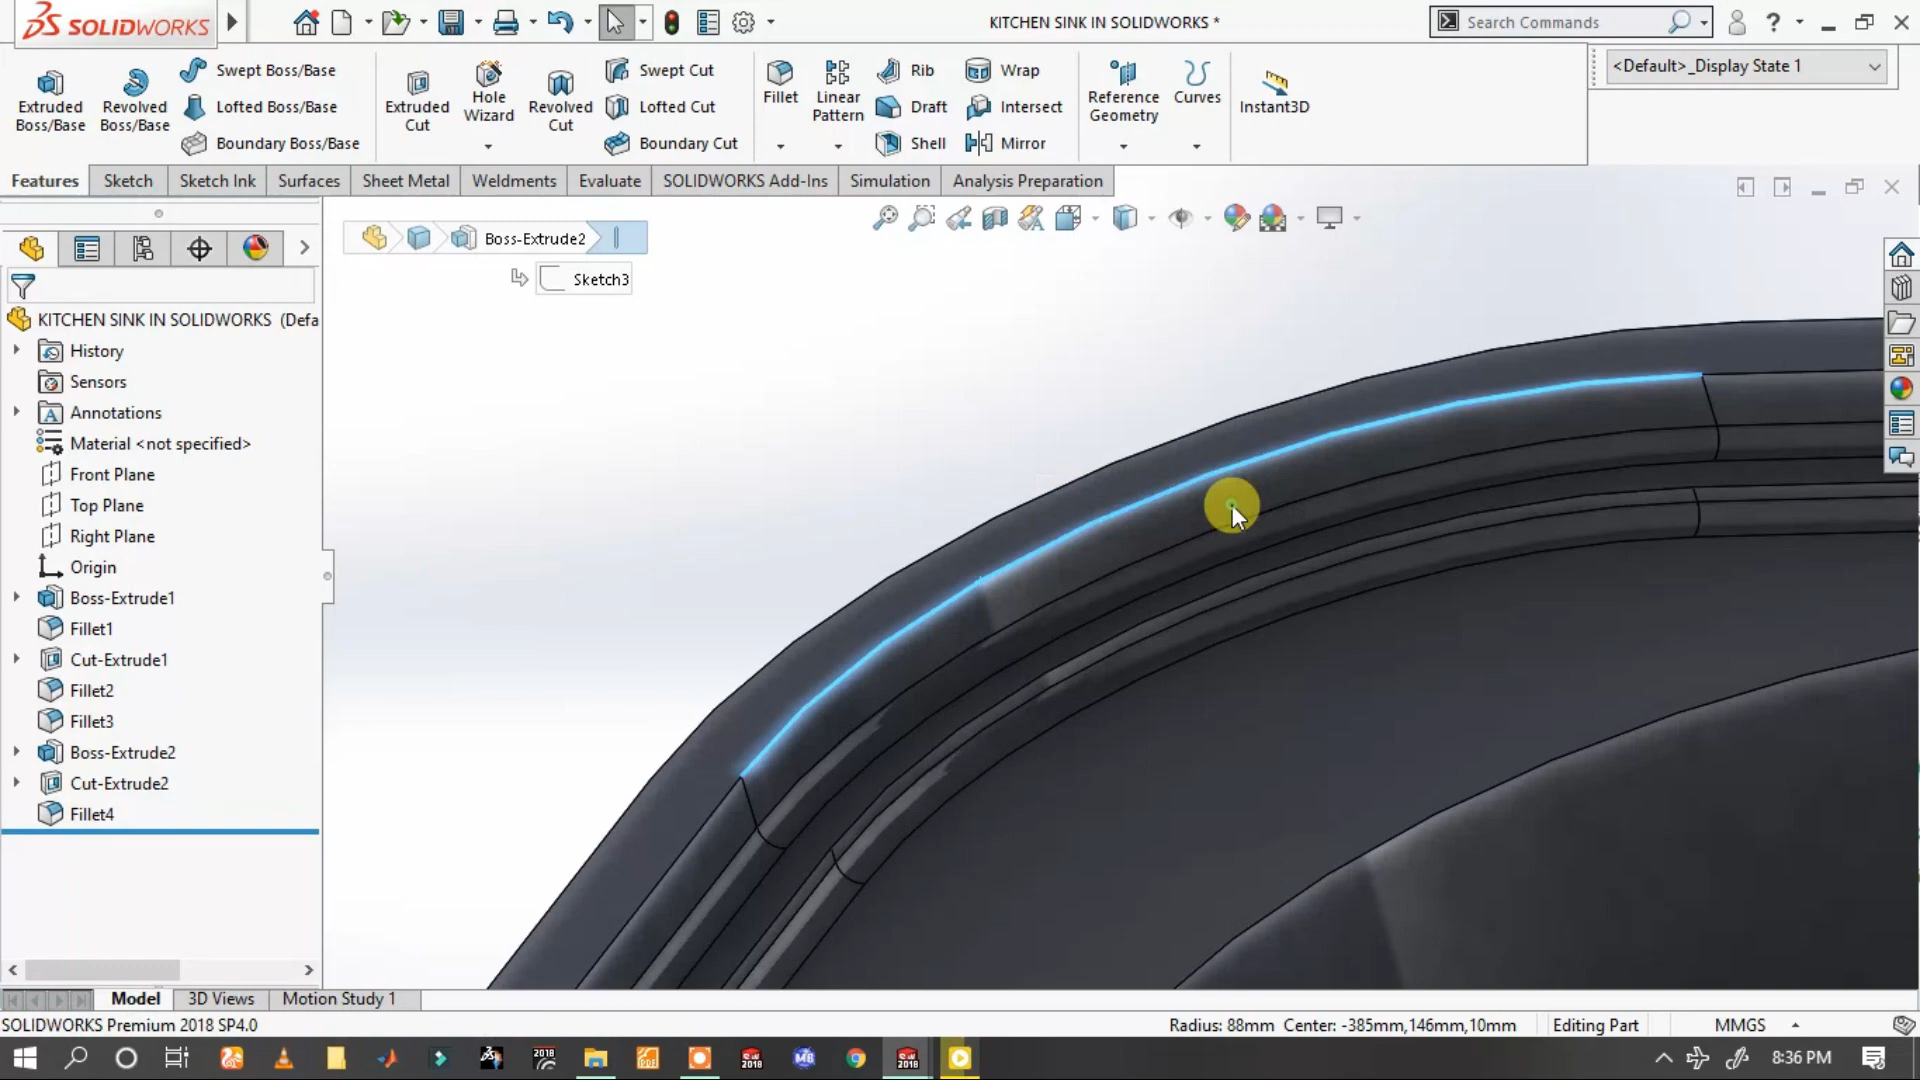 SOLIDWORKS
KITCHEN SINK IN SOLIDWORKS *
Search Commands
Extruded Boss/Base
Revolved Boss/Base
Swept Boss/Base
Lofted Boss/Base
Boundary Boss/Base
Extruded Cut
Hole Wizard
Revolved Cut
Swept Cut
Lofted Cut
Boundary Cut
Fillet
Linear Pattern
Rib
Draft
Shell
Wrap
Intersect
Mirror
Reference Geometry
Curves
Instant3D
<Default>_Display State 1
Features
Sketch
Sketch Ink
Surfaces
Sheet Metal
Weldments
Evaluate
SOLIDWORKS Add-Ins
Simulation
Analysis Preparation
Boss-Extrude2
Sketch3
KITCHEN SINK IN SOLIDWORKS (Defa
History
Sensors
Annotations
Material <not specified>
Front Plane
Top Plane
Right Plane
Origin
Boss-Extrude1
Fillet1
Cut-Extrude1
Fillet2
Fillet3
Boss-Extrude2
Cut-Extrude2
Fillet4
Model
3D Views
Motion Study 1
SOLIDWORKS Premium 2018 SP4.0
Radius: 88mm Center: -385mm,146mm,10mm
Editing Part
MMGS
8:36 PM